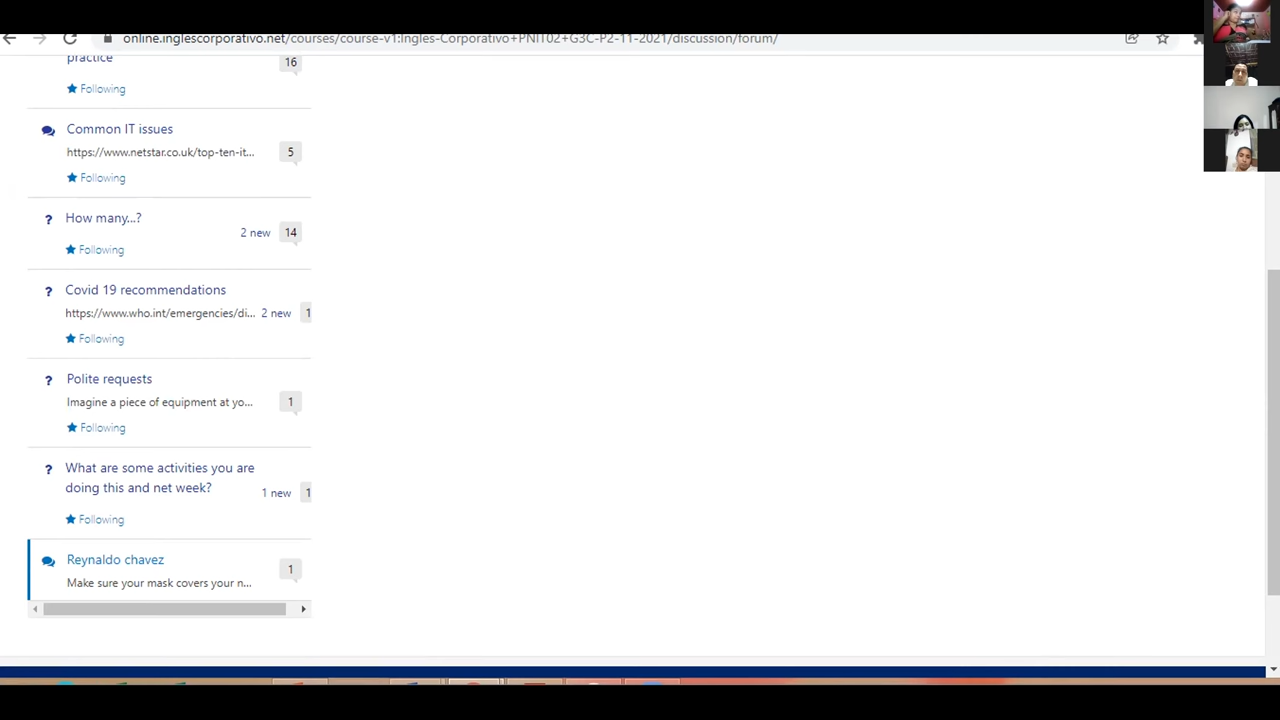 online.inglescorporativo.net/courses/course-v1:Ingles-Corporativo+PNIT02+G3C-P2-11-2021/discussion/forum/
practice
16
Following
Common IT issues
https://www.netstar.co.uk/top-ten-it...
5
Following
How many...?
2 new
14
Following
Covid 19 recommendations
https://www.who.int/emergencies/di...
2 new
1
Following
Polite requests
Imagine a piece of equipment at yo...
1
Following
What are some activities you are
doing this and net week?
1 new
1
Following
Reynaldo chavez
Make sure your mask covers your n...
1